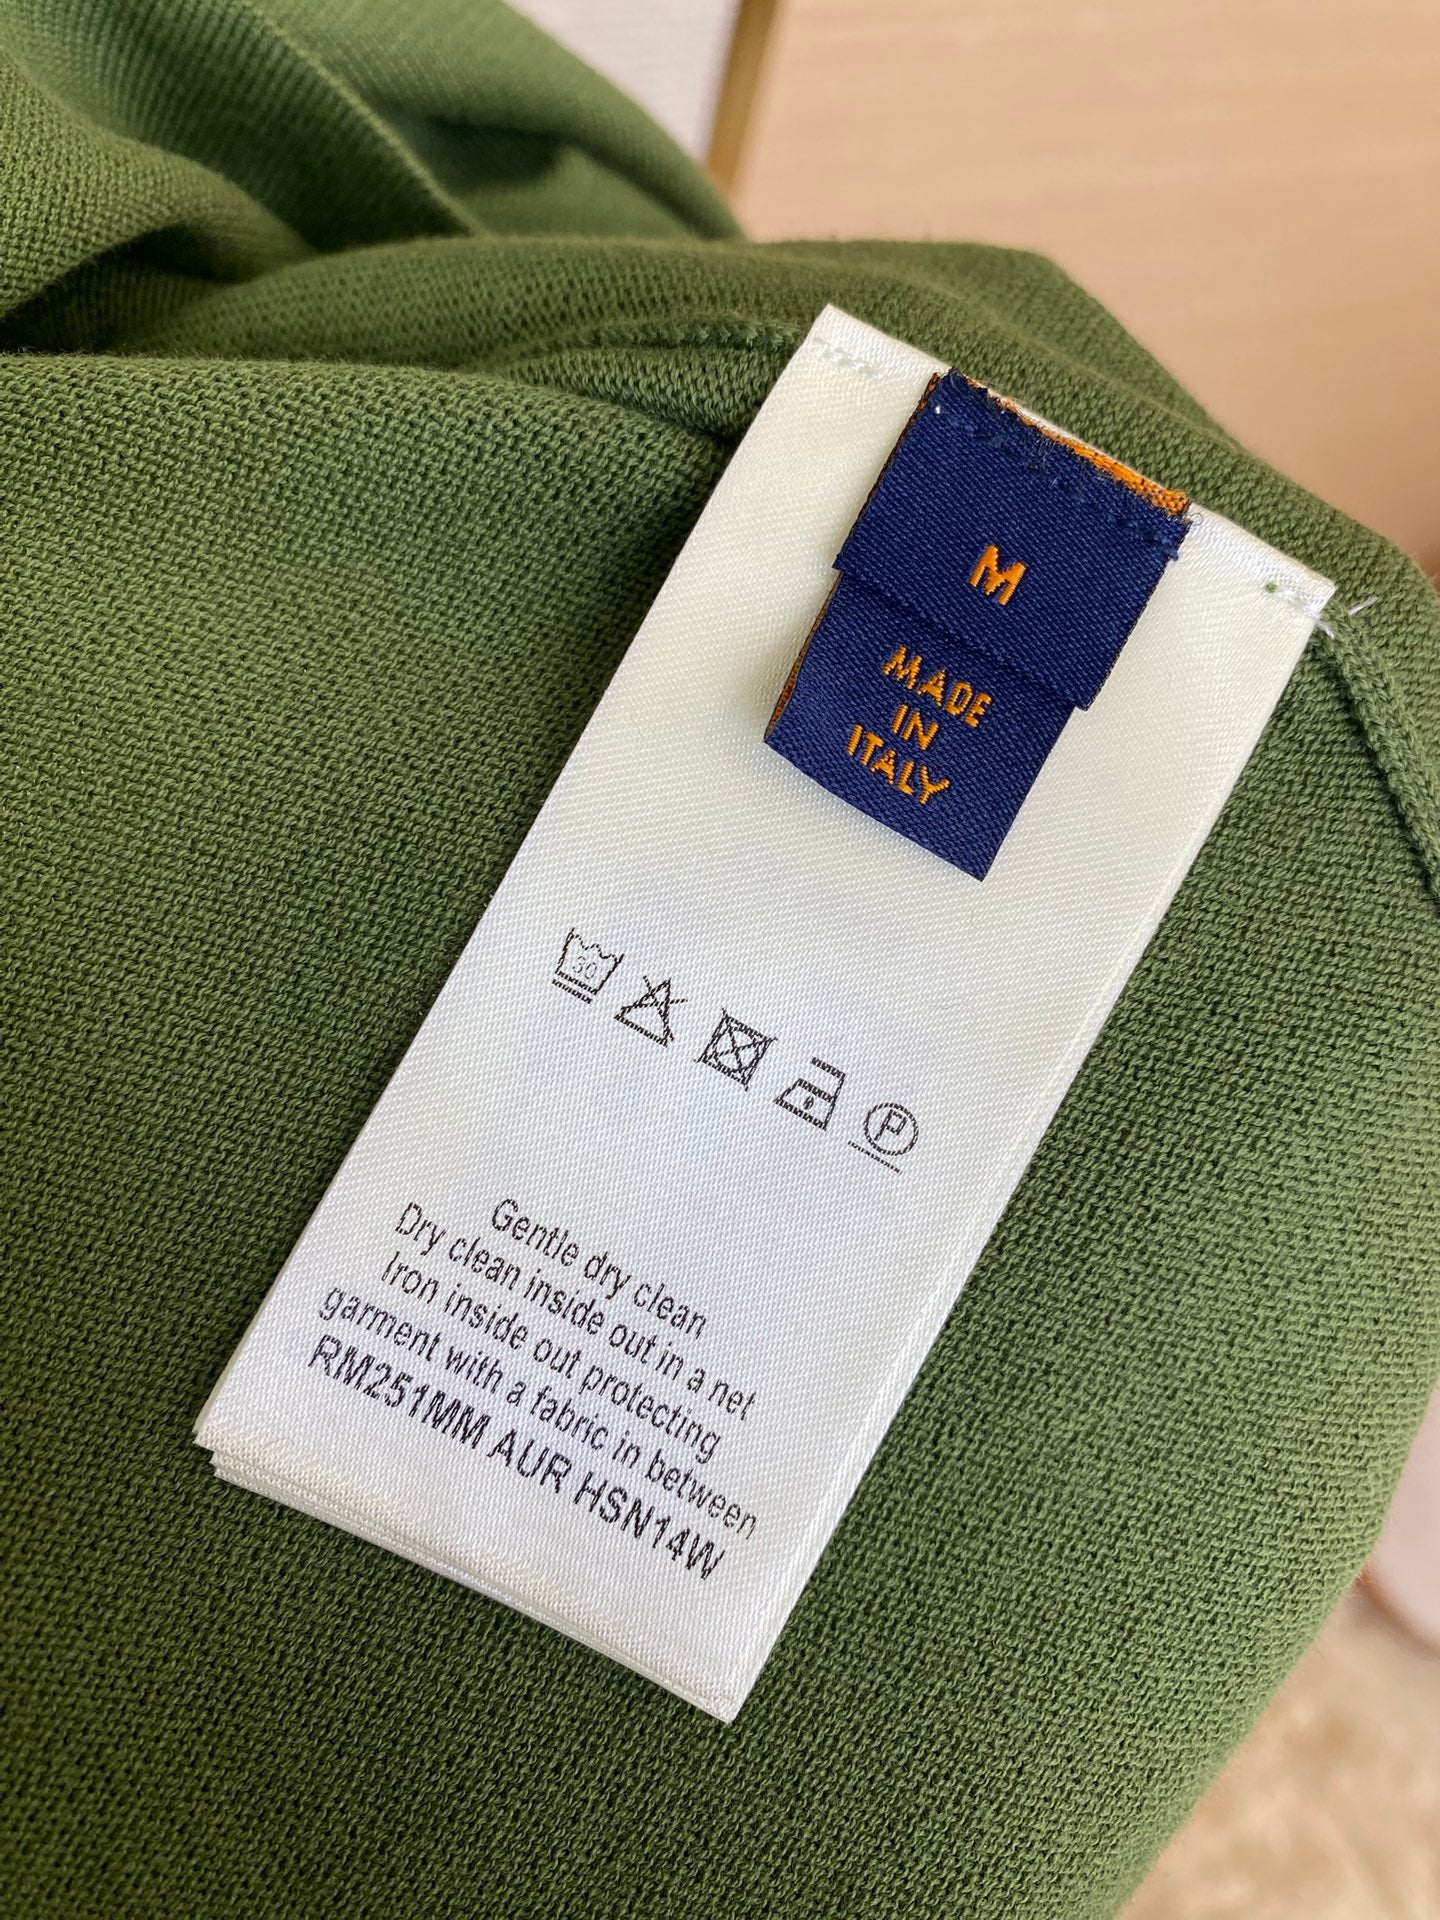 M
MADE
IN
ITALY
30
P
Gentle dry clean
Dry clean inside out in a net
Iron inside out protecting
garment with a fabric in between
RM251MM AUR HSN14W